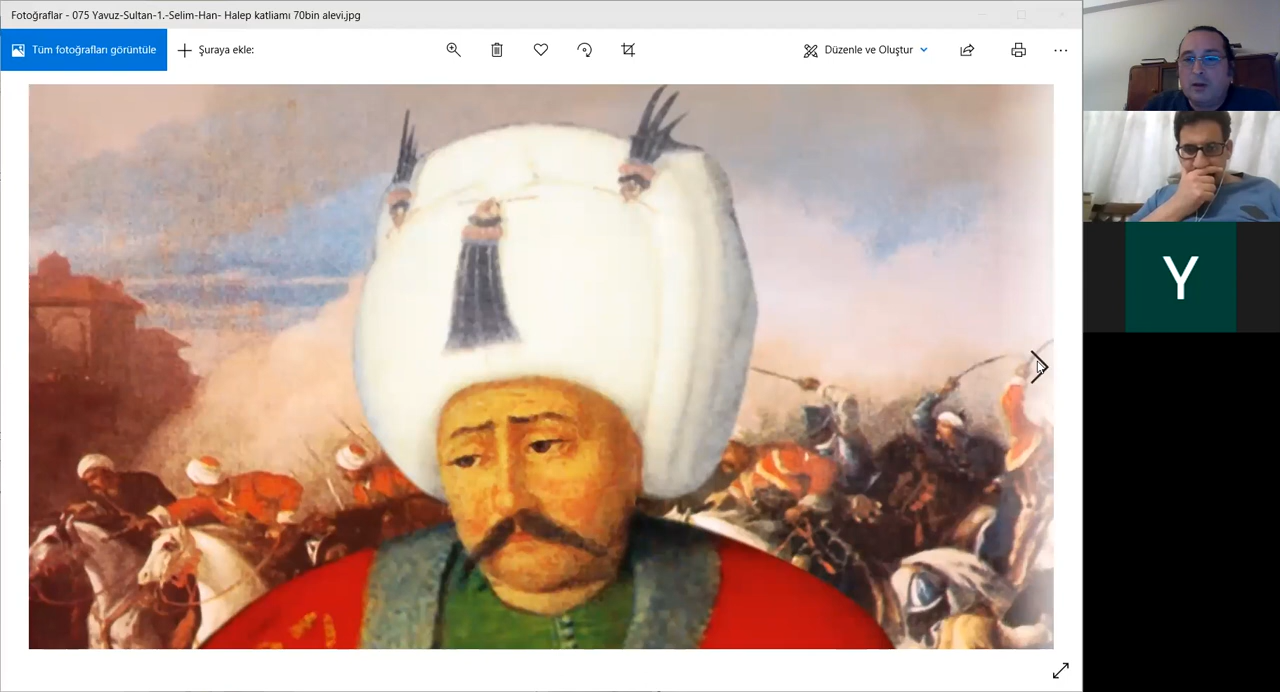 Fotoğraflar - 075 Yavuz-Sultan-1.-Selim-Han- Halep katliamı 70bin alevi.jpg
Tüm fotoğrafları görüntüle
Şuraya ekle:
Düzenle ve Oluştur
Y